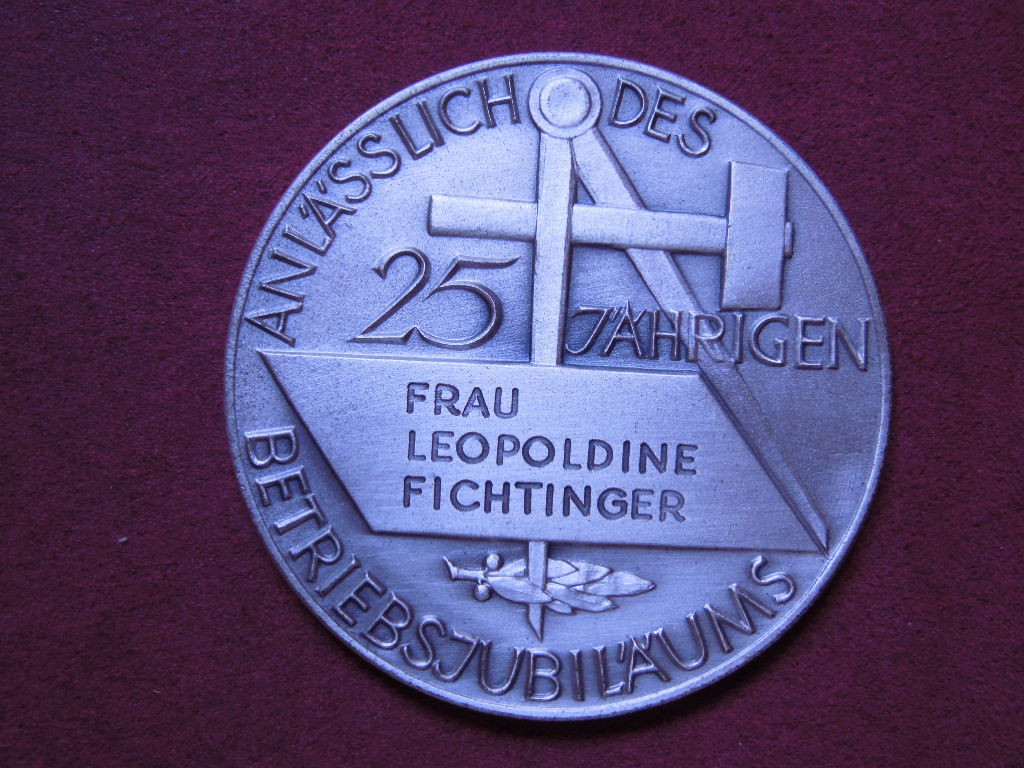 ANLÄSSLICH DES
25 JÄHRIGEN
FRAU
LEOPOLDINE
FICHTINGER
BETRIEBSJUBILÄUMS